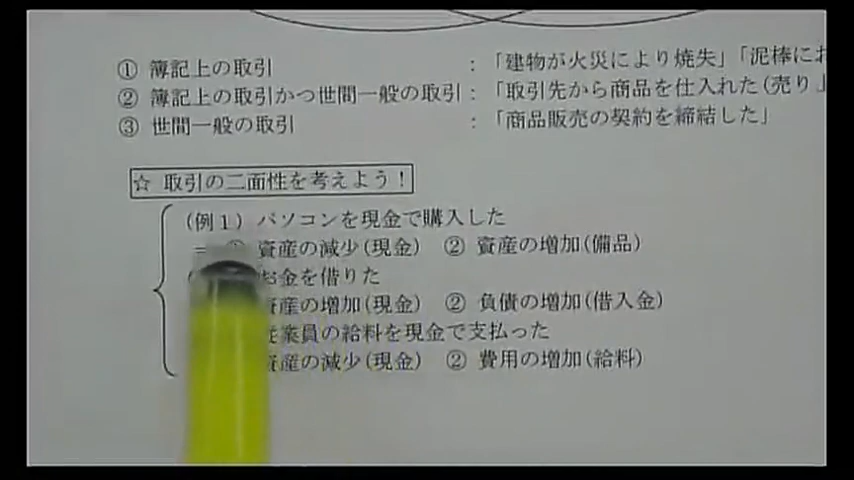 ① 簿記上の取引 : 「建物が火災により焼失」「泥棒に
② 簿記上の取引かつ世間一般の取引 : 「取引先から商品を仕入れた(売り
③ 世間一般の取引 : 「商品販売の契約を締結した」
☆ 取引の二面性を考えよう！
(例１) パソコンを現金で購入した
= ① 資産の減少(現金) ② 資産の増加(備品)
お金を借りた
資産の増加(現金) ② 負債の増加(借入金)
従業員の給料を現金で支払った
資産の減少(現金) ② 費用の増加(給料)